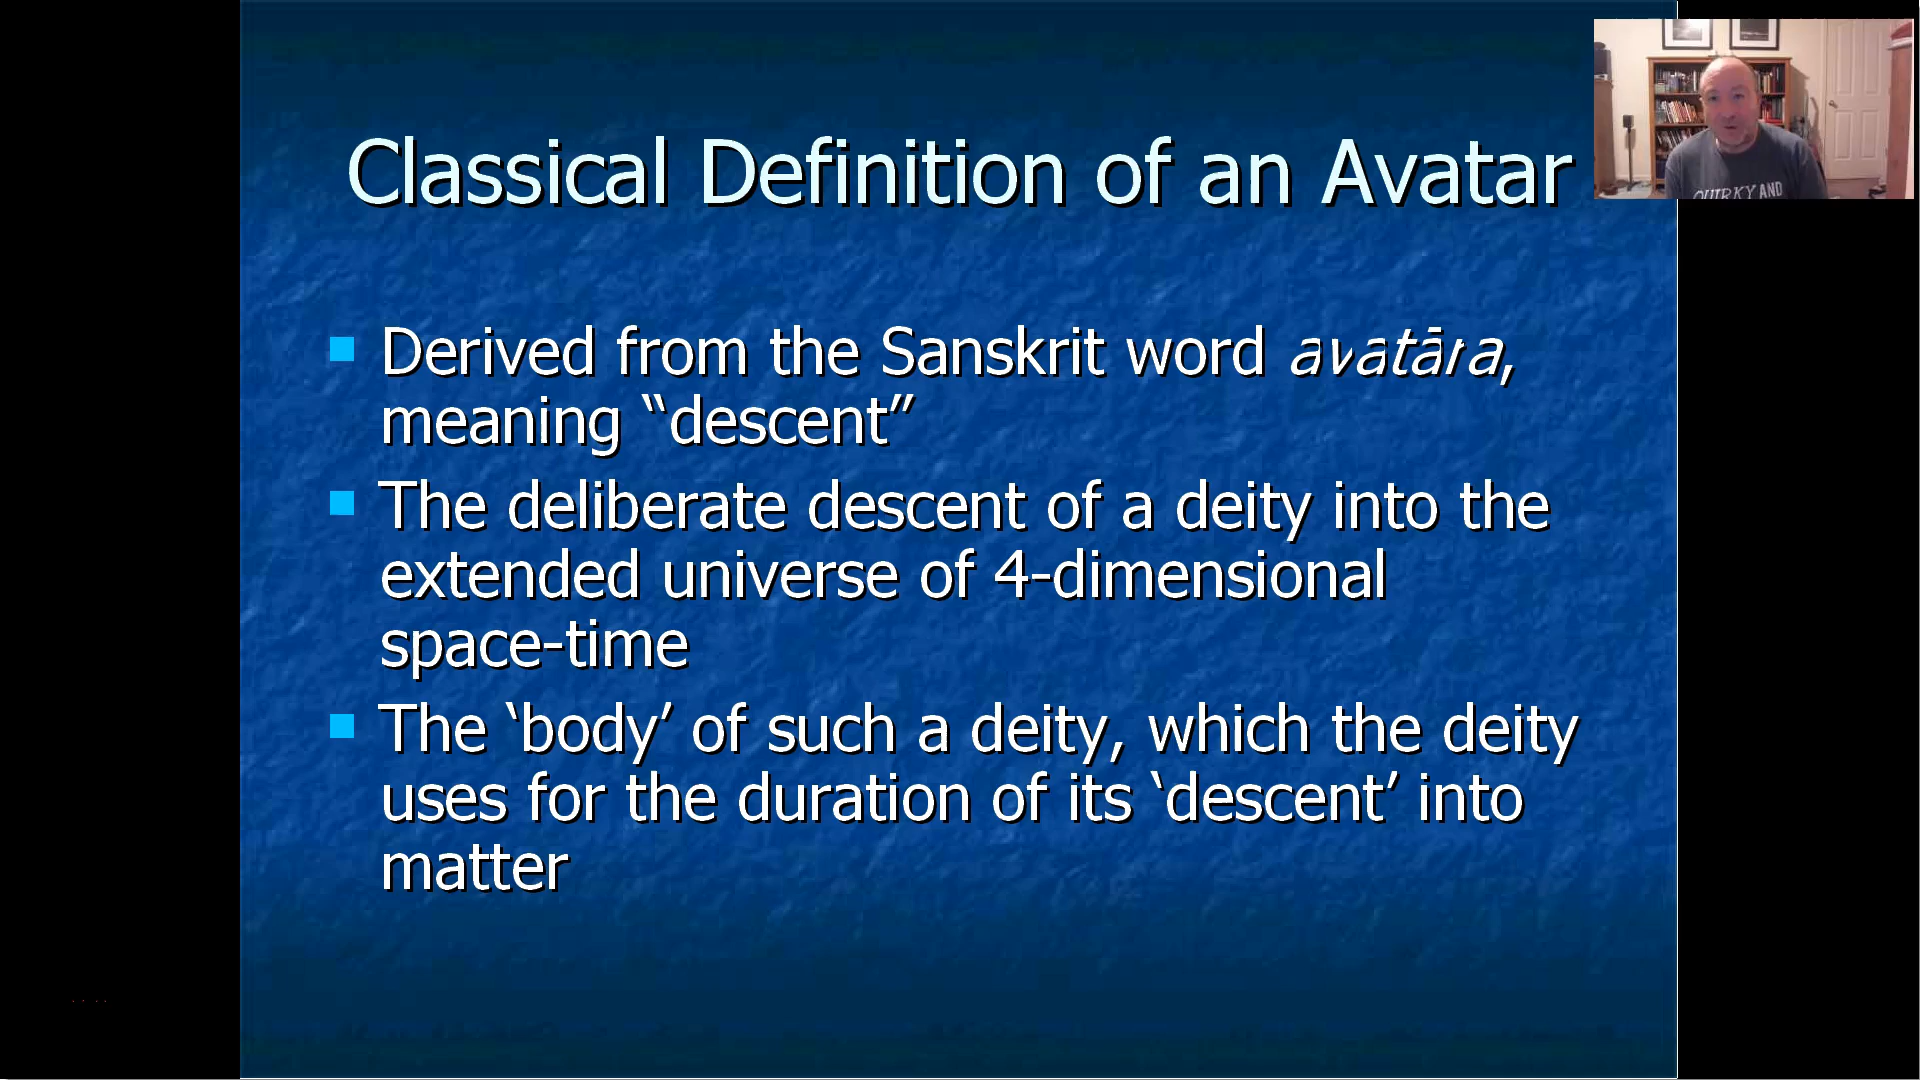 Classical Definition of an Avatar
QUIRKY AND
Derived from the Sanskrit word avatāra,
meaning “descent”
The deliberate descent of a deity into the
extended universe of 4-dimensional
space-time
The ‘body’ of such a deity, which the deity
uses for the duration of its ‘descent’ into
matter